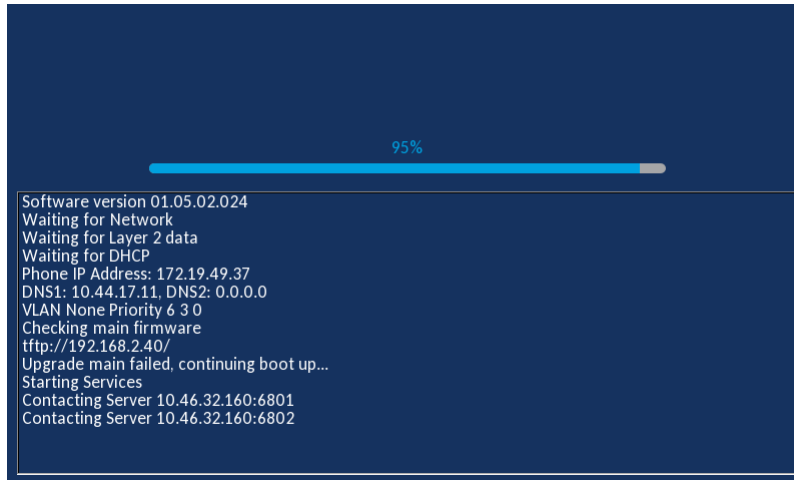 95%
Software version 01.05.02.024
Waiting for Network
Waiting for Layer 2 data
Waiting for DHCP
Phone IP Address: 172.19.49.37
DNS1: 10.44.17.11, DNS2: 0.0.0.0
VLAN None Priority 6 3 0
Checking main firmware
tftp://192.168.2.40/
Upgrade main failed, continuing boot up...
Starting Services
Contacting Server 10.46.32.160:6801
Contacting Server 10.46.32.160:6802